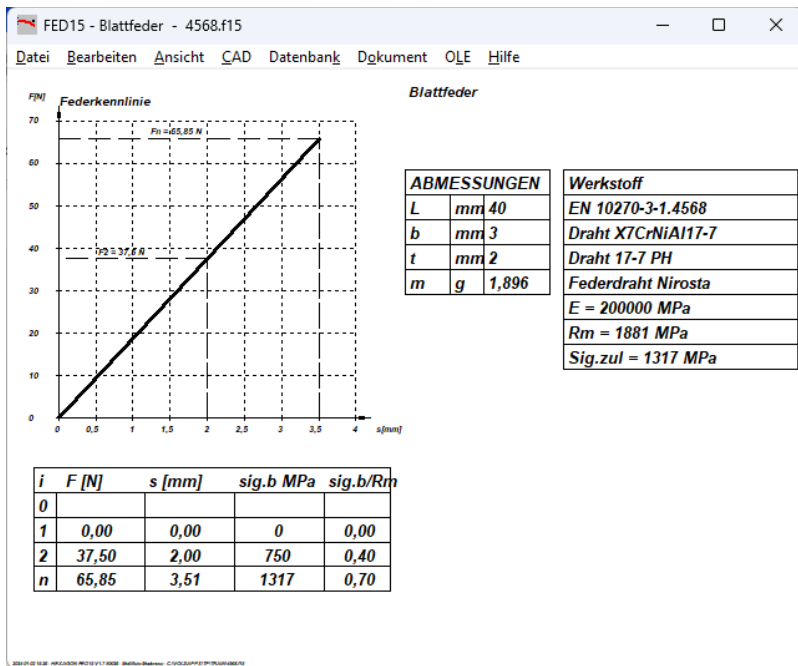 FED15 - Blattfeder - 4568.f15
Datei Bearbeiten Ansicht CAD Datenbank Dokument OLE Hilfe
Blattfeder
F[N] Federkennlinie
70
Fn = 65,85 N
60
50
40
F2 = 37,5 N
30
20
10
0
0 0,5 1 1,5 2 2,5 3 3,5 4 s[mm]
ABMESSUNGEN
L mm 40
b mm 3
t mm 2
m g 1,896
Werkstoff
EN 10270-3-1.4568
Draht X7CrNiAl17-7
Draht 17-7 PH
Federdraht Nirosta
E = 200000 MPa
Rm = 1881 MPa
Sig.zul = 1317 MPa
i F [N] s [mm] sig.b MPa sig.b/Rm
0
1 0,00 0,00 0 0,00
2 37,50 2,00 750 0,40
n 65,85 3,51 1317 0,70